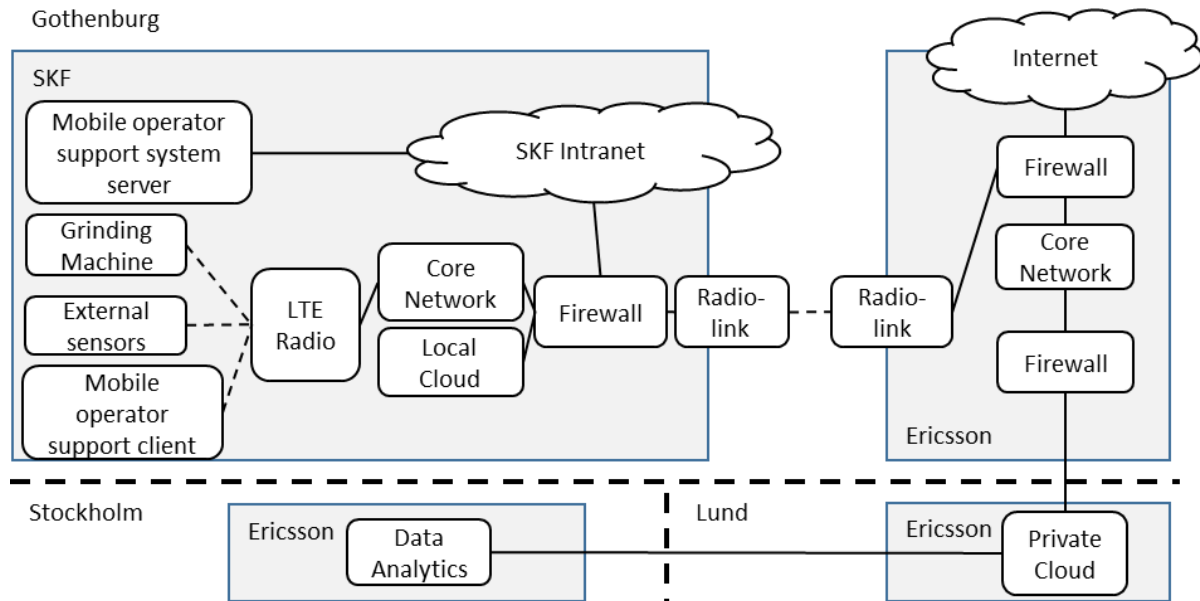 Gothenburg
SKF
Mobile operator
support system
server
SKF Intranet
Internet
Firewall
Grinding
Machine
External
sensors
Mobile
operator
support client
LTE
Radio
Core
Network
Local
Cloud
Firewall
Radio-
link
Radio-
link
Core
Network
Firewall
Ericsson
Stockholm
Ericsson
Data
Analytics
Lund
Ericsson
Private
Cloud